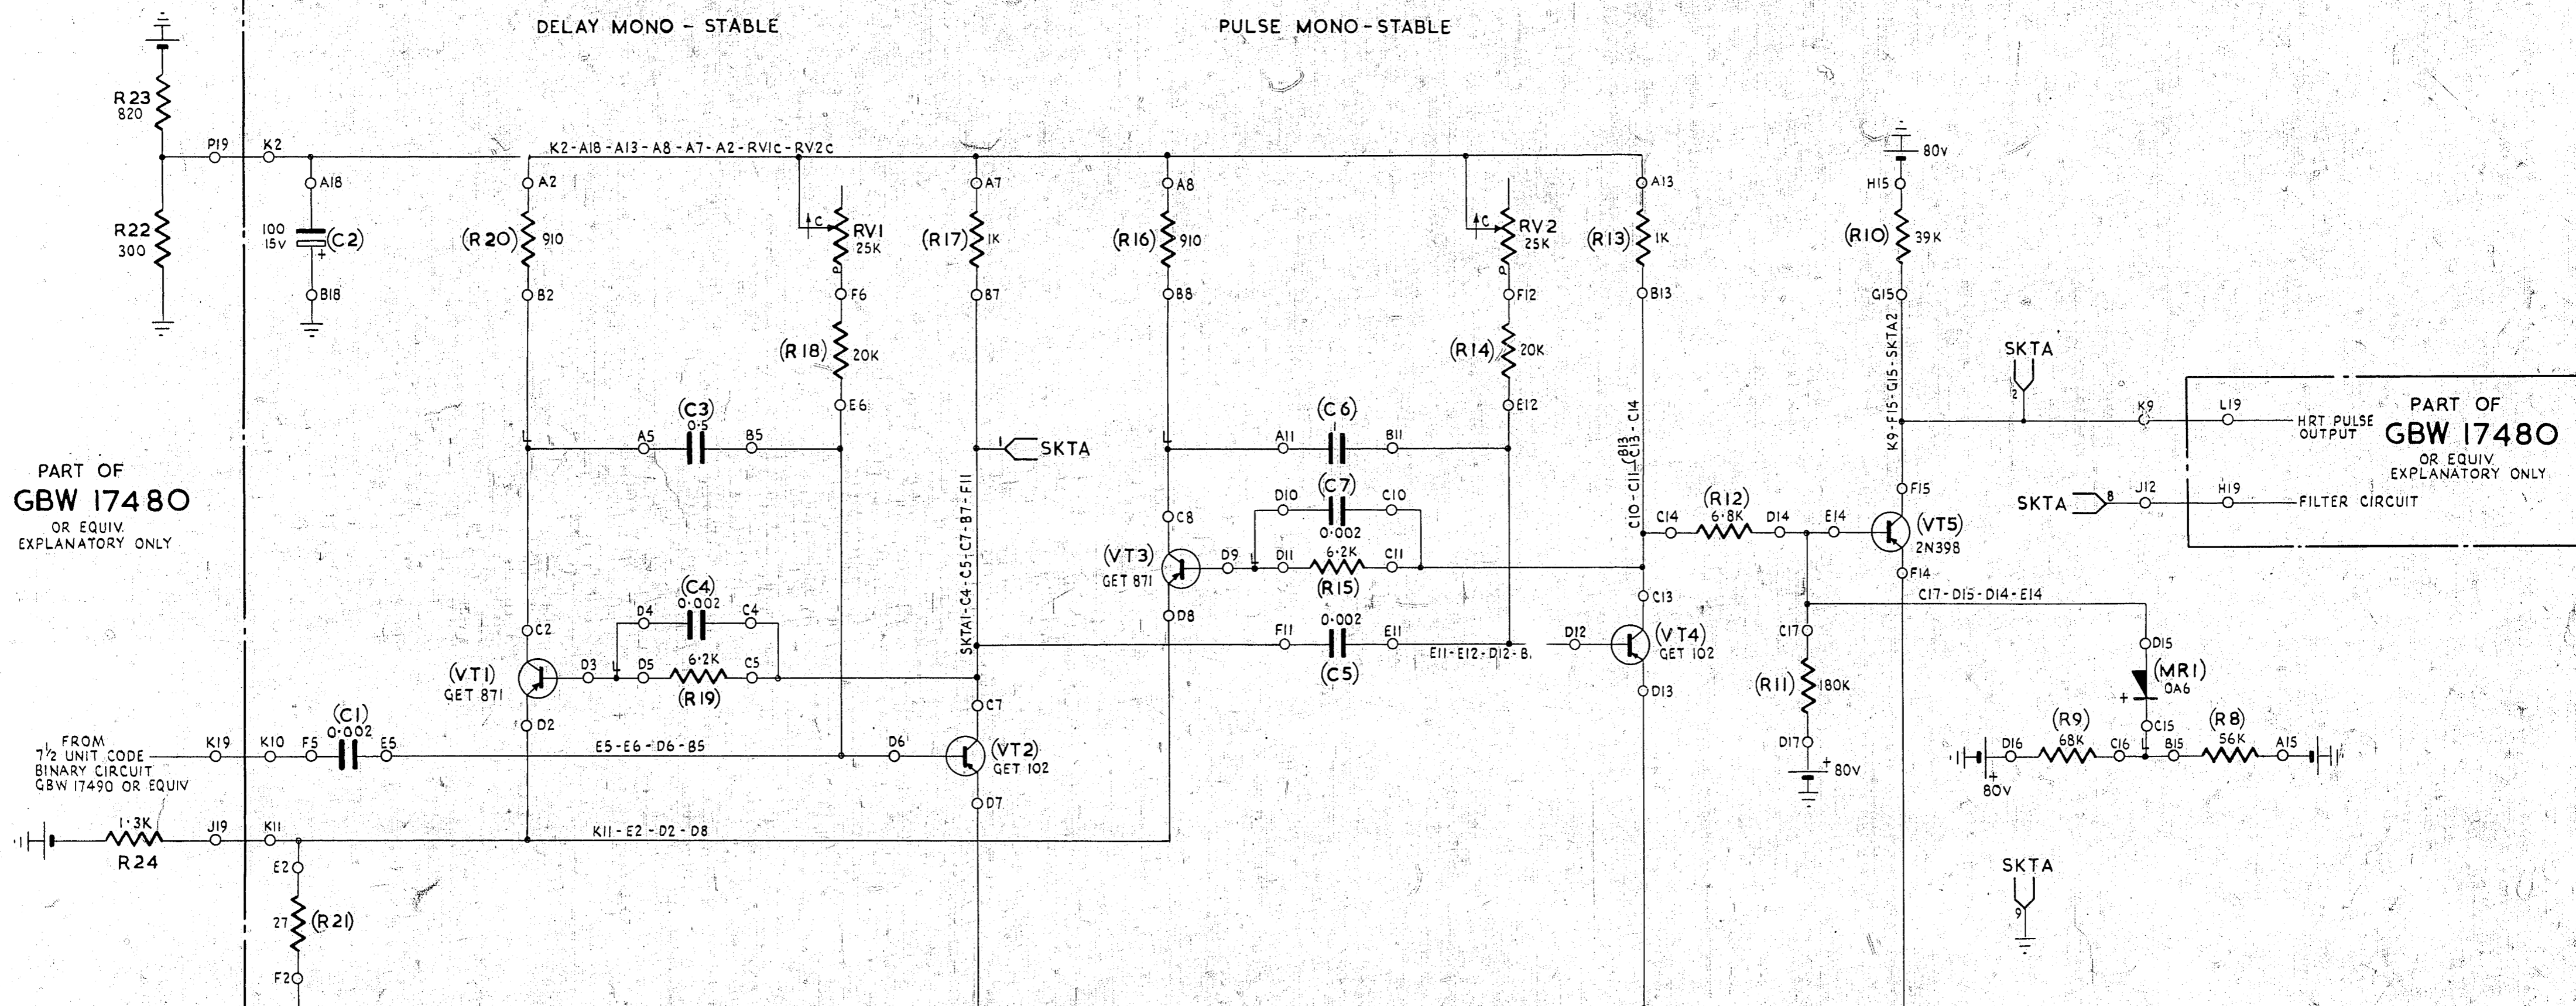 DELAY MONO - STABLE
PULSE MONO-STABLE
R23
820
P19
K2
K2-A18-A13-A8-A7-A2-RV1C-RV2C
80V
A18
A2
A7
A8
A13
H15
R22
300
100
15V
+
(C2)
(R20)
910
C
RV1
25K
(R17)
1K
(R16)
910
C
RV2
25K
(R13)
1K
(R10)
39K
P
P
B18
B2
F6
B7
B8
F12
B13
G15
(R18)
20K
(R14)
20K
K9-F15-G15-SKTA2
SKTA
2
E6
E12
(C3)
0·5
A5
B5
1
SKTA
(C6)
1
A11
B11
C10-C11-C13-C14
(B13
K9
L19
HRT PULSE
OUTPUT
PART OF
GBW 17480
OR EQUIV.
EXPLANATORY ONLY
PART OF
GBW 17480
OR EQUIV.
EXPLANATORY ONLY
SKTA1-C4-C5-C7-B7-F11
C8
D10
(C7)
C10
0·002
C14
(R12)
6·8K
D14
E14
F15
(VT5)
2N398
SKTA
8
J12
H19
FILTER CIRCUIT
(VT3)
GET 871
D9
D11
6·2K
C11
(R15)
F14
C17-D15-D14-E14
(C4)
0·002
D4
C4
D8
C13
C2
F11
0·002
E11
(C5)
E11-E12-D12-B.
D12
(VT4)
GET 102
C17
D15
(VT1)
GET 871
D3
D5
6·2K
C5
(R19)
(R11)
180K
(MR1)
OA6
+
D13
C7
D2
(C1)
0·002
FROM
7½ UNIT CODE
BINARY CIRCUIT
GBW 17490 OR EQUIV
K19
K10
F5
E5
E5-E6-D6-B5
D6
(VT2)
GET 102
D17
+
80V
C15
(R9)
68K
(R8)
56K
D16
C16
B15
A15
+
80V
D7
1·3K
R24
J19
K11
K11-E2-D2-D8
E2
27
(R21)
F2
SKTA
9